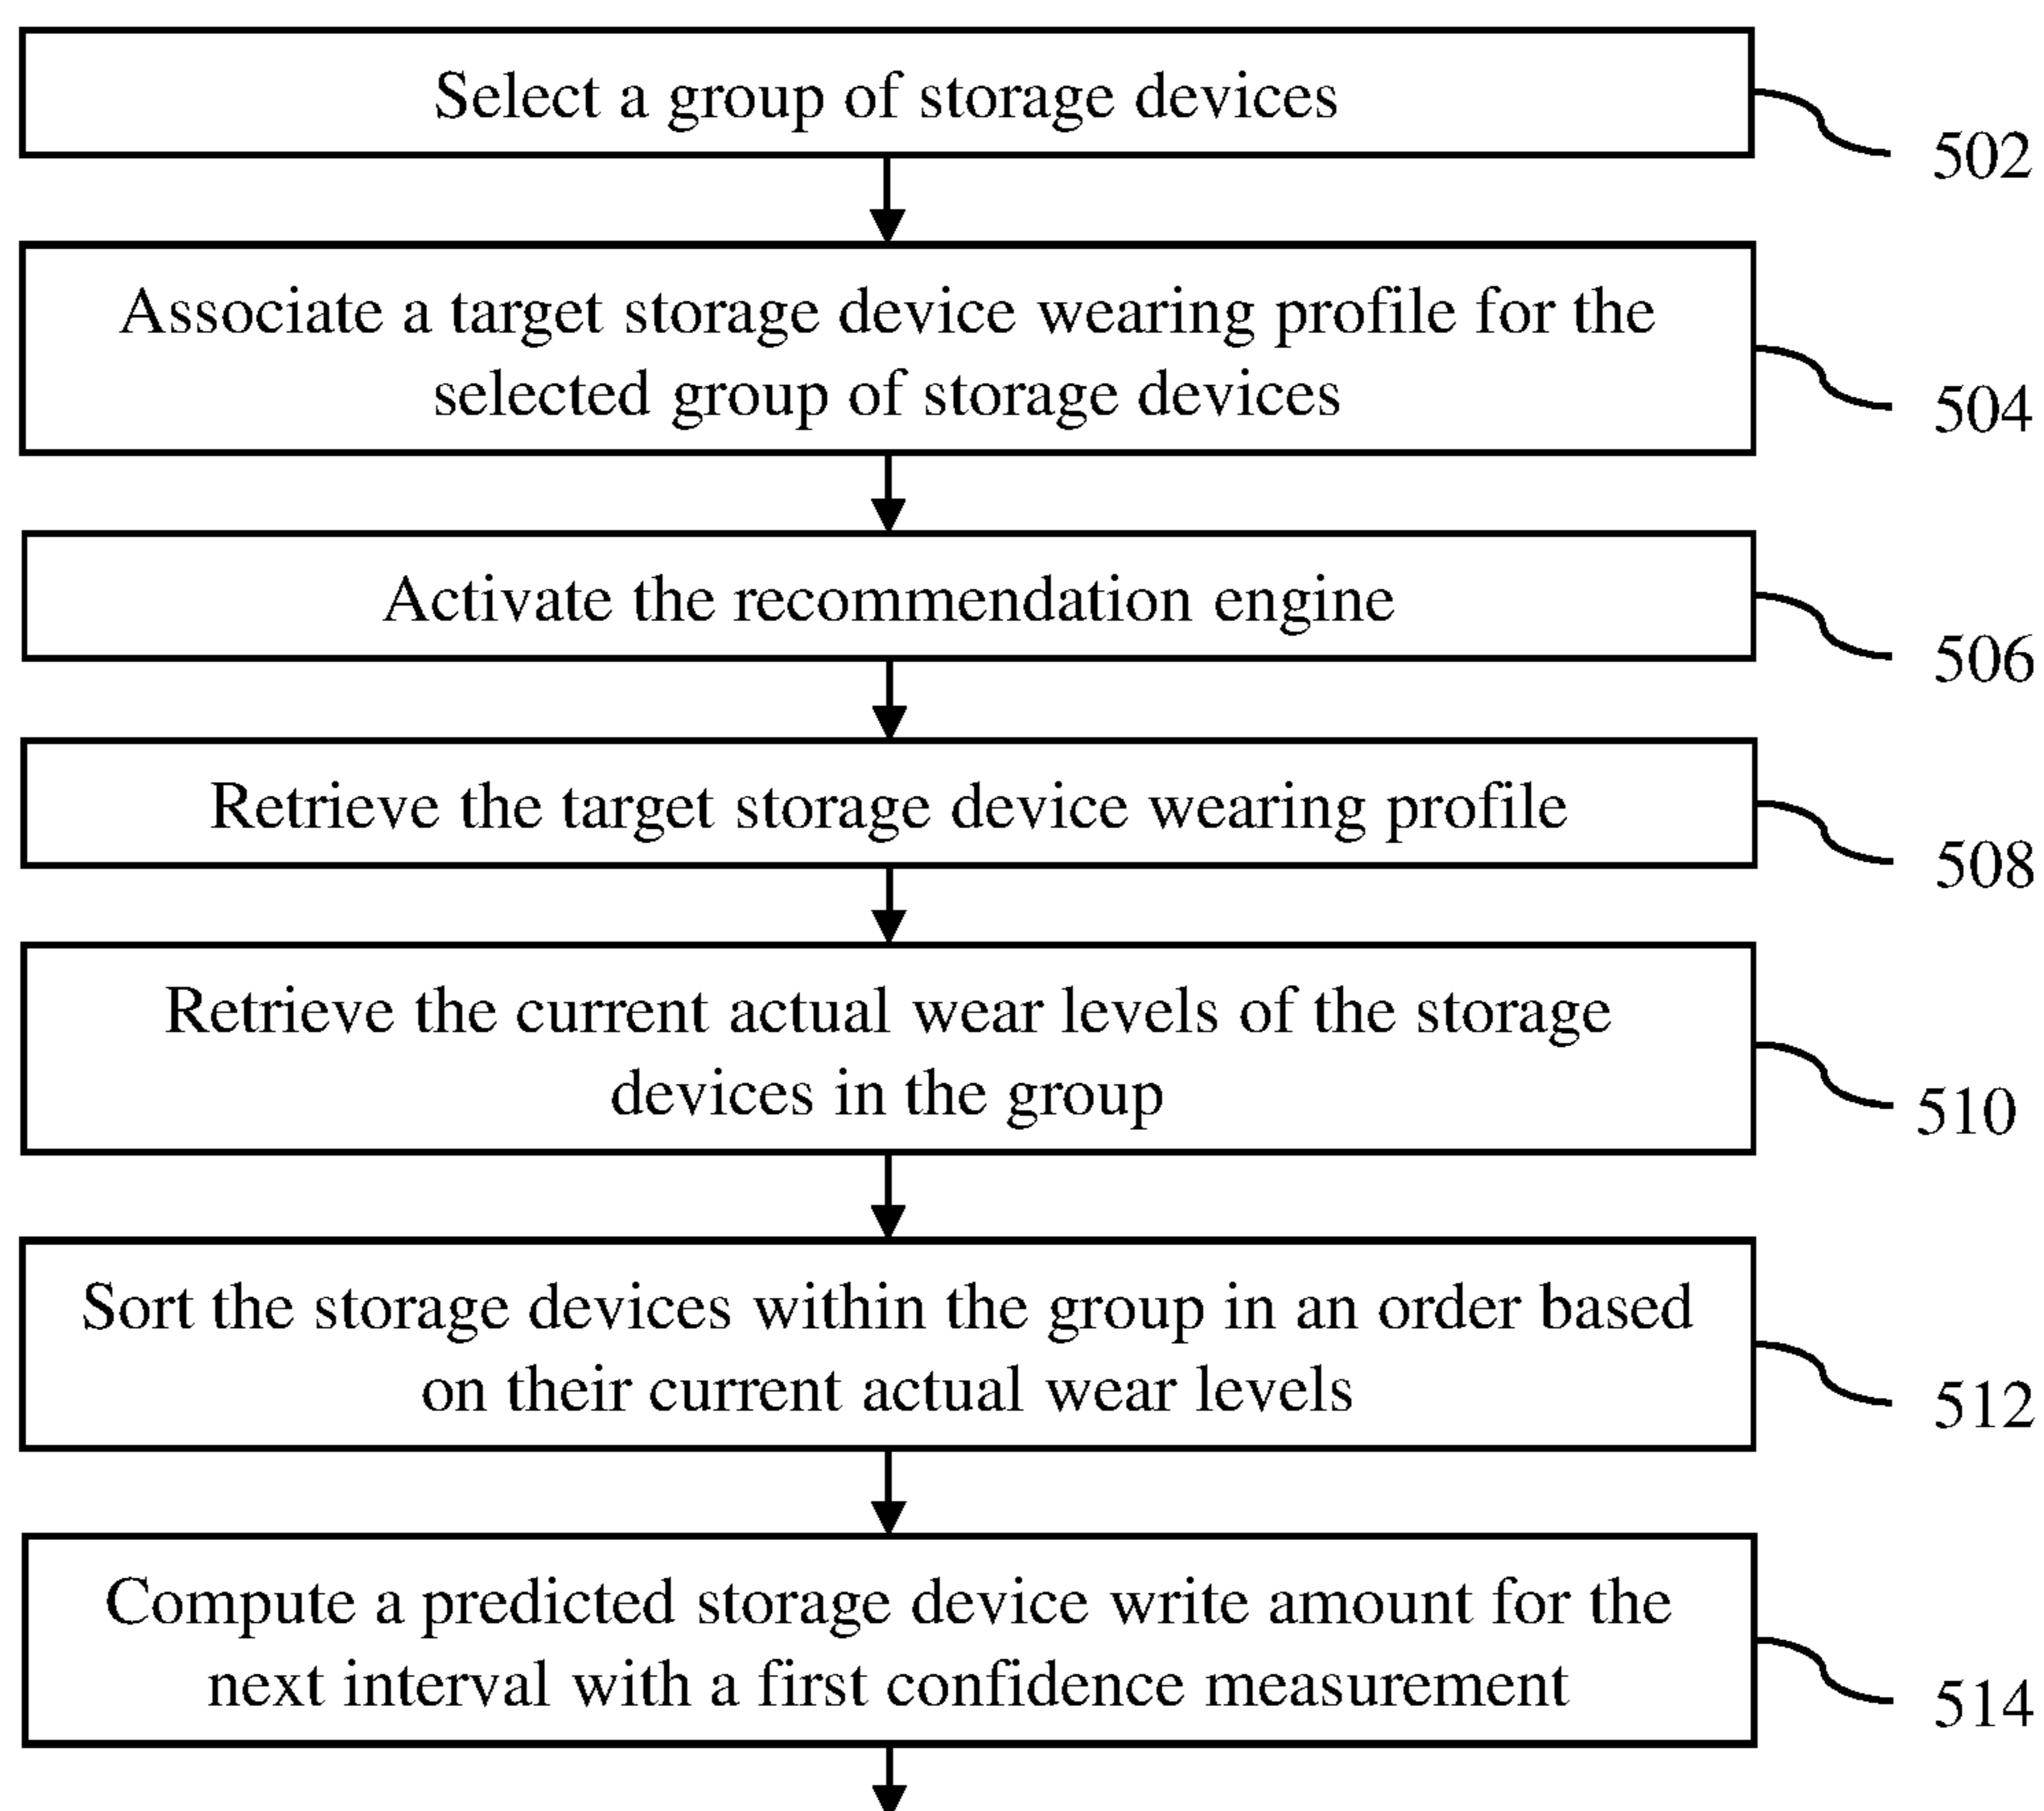 Select a group of storage devices
502
Associate a target storage device wearing profile for the
selected group of storage devices
504
Activate the recommendation engine
506
Retrieve the target storage device wearing profile
508
Retrieve the current actual wear levels of the storage
devices in the group
510
Sort the storage devices within the group in an order based
on their current actual wear levels
512
Compute a predicted storage device write amount for the
next interval with a first confidence measurement
514